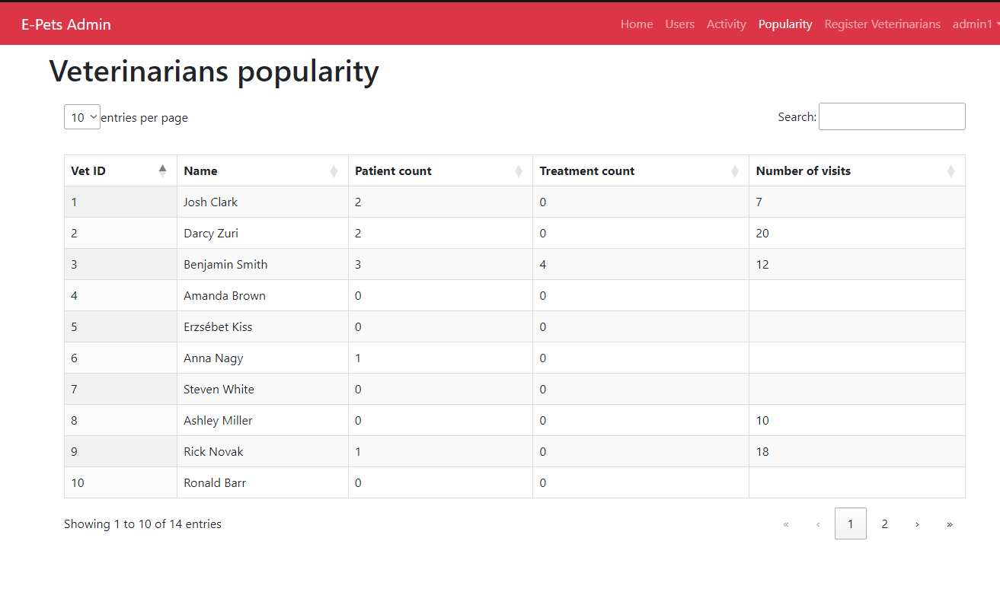 E-Pets Admin Home Users Activity Popularity Register Veterinarians admin1
Veterinarians popularity
10 entries per page Search:
Vet ID Name Patient count Treatment count Number of visits
1 Josh Clark 2 0 7
2 Darcy Zuri 2 0 20
3 Benjamin Smith 3 4 12
4 Amanda Brown 0 0
5 Erzsébet Kiss 0 0
6 Anna Nagy 1 0
7 Steven White 0 0
8 Ashley Miller 0 0 10
9 Rick Novak 1 0 18
10 Ronald Barr 0 0
Showing 1 to 10 of 14 entries « ‹ 1 2 › »